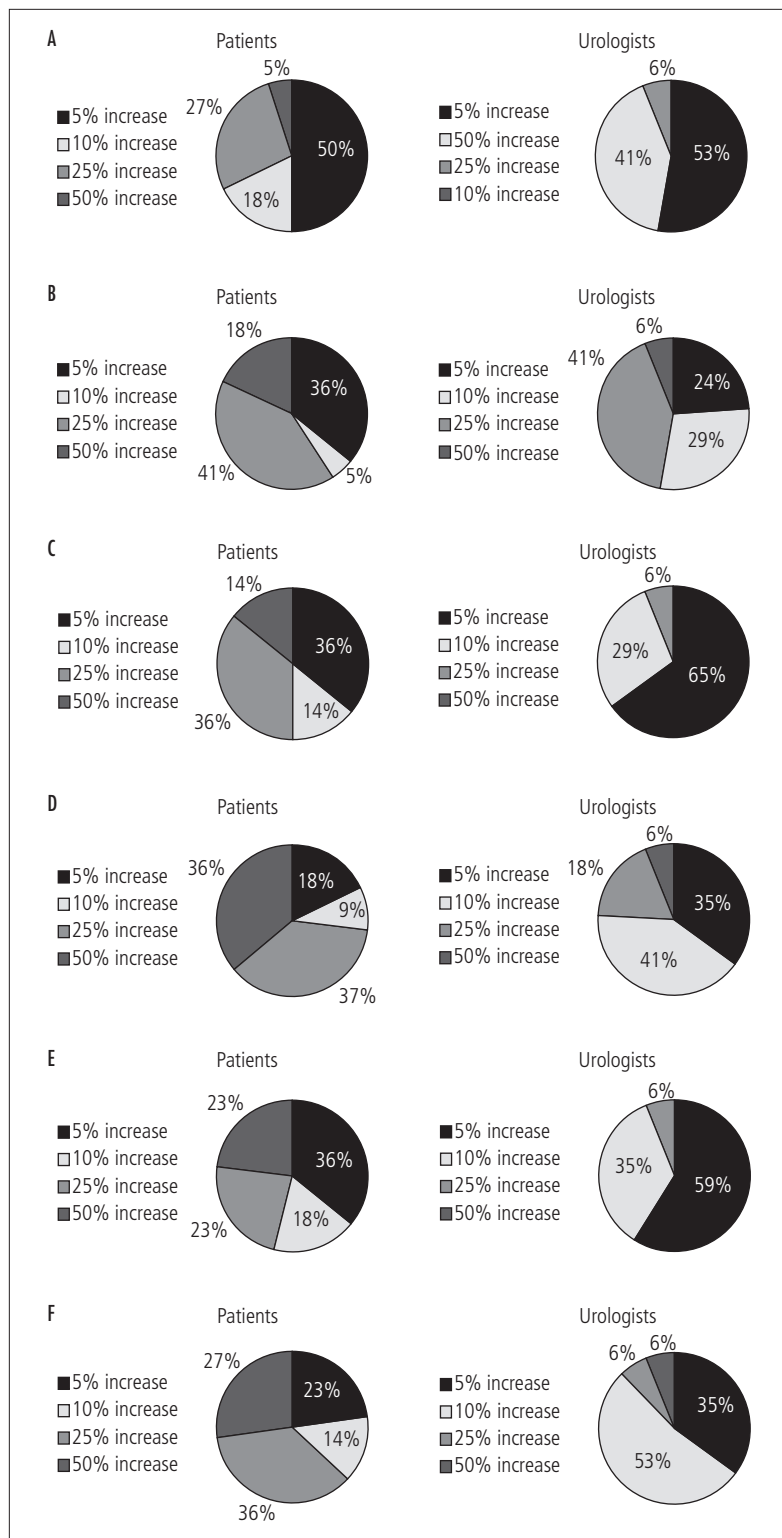 A
Patients
5% increase
10% increase
25% increase
50% increase
5%
27%
50%
18%
Urologists
5% increase
50% increase
25% increase
10% increase
6%
41%
53%
B
Patients
5% increase
10% increase
25% increase
50% increase
18%
36%
41%
5%
Urologists
5% increase
10% increase
25% increase
50% increase
6%
41%
24%
29%
C
Patients
5% increase
10% increase
25% increase
50% increase
14%
36%
14%
36%
Urologists
5% increase
10% increase
25% increase
50% increase
6%
29%
65%
D
Patients
5% increase
10% increase
25% increase
50% increase
36%
18%
9%
37%
Urologists
5% increase
10% increase
25% increase
50% increase
6%
18%
35%
41%
E
Patients
5% increase
10% increase
25% increase
50% increase
23%
36%
18%
23%
Urologists
5% increase
10% increase
25% increase
50% increase
6%
35%
59%
F
Patients
5% increase
10% increase
25% increase
50% increase
27%
23%
14%
36%
Urologists
5% increase
10% increase
25% increase
50% increase
6%
6%
35%
53%